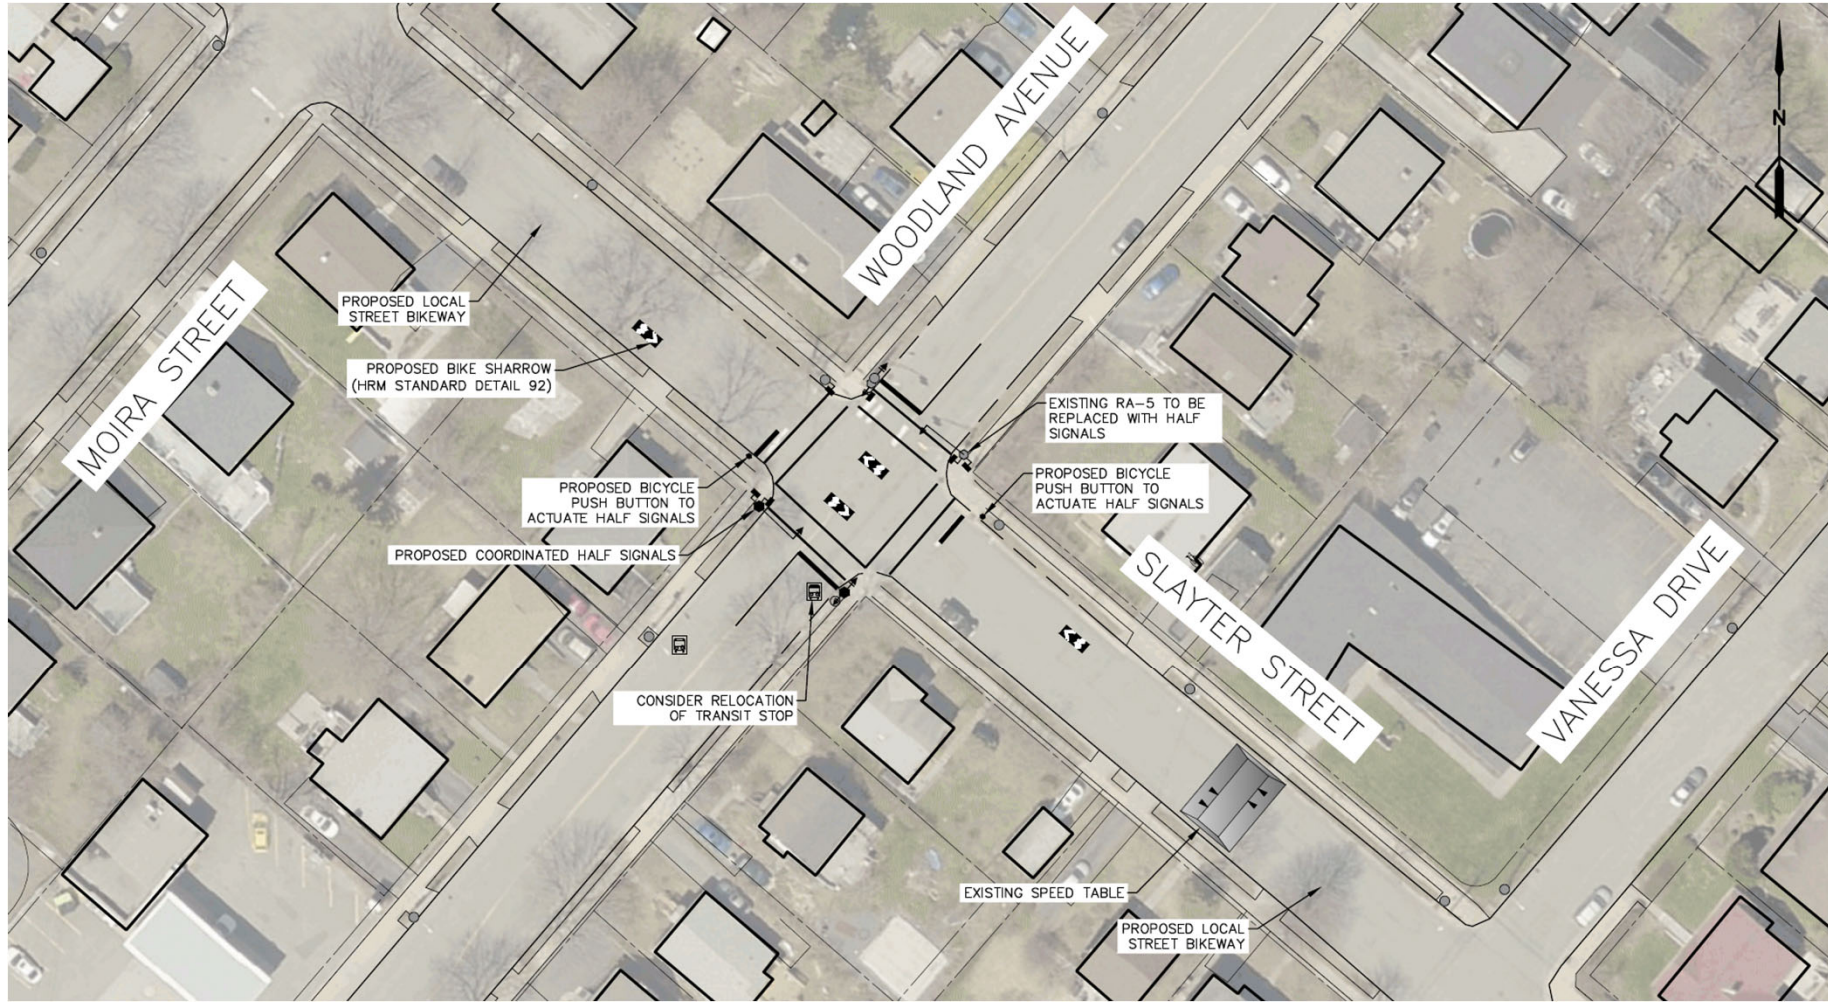 WOODLAND AVENUE
N
MOIRA STREET
PROPOSED LOCAL
STREET BIKEWAY
PROPOSED BIKE SHARROW
(HRM STANDARD DETAIL 92)
EXISTING RA-5 TO BE
REPLACED WITH HALF
SIGNALS
PROPOSED BICYCLE
PUSH BUTTON TO
ACTUATE HALF SIGNALS
PROPOSED BICYCLE
PUSH BUTTON TO
ACTUATE HALF SIGNALS
PROPOSED COORDINATED HALF SIGNALS
SLAYTER STREET
VANESSA DRIVE
CONSIDER RELOCATION
OF TRANSIT STOP
EXISTING SPEED TABLE
PROPOSED LOCAL
STREET BIKEWAY